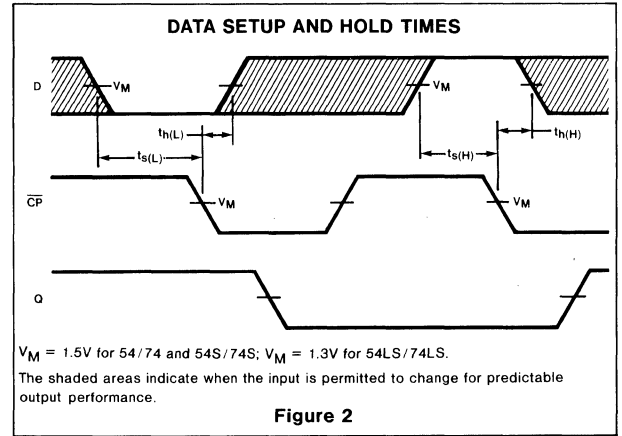 DATA SETUP AND HOLD TIMES
D
VM
VM
th(L)
th(H)
ts(L)
ts(H)
C̅P̅
VM
VM
Q
VM = 1.5V for 54/74 and 54S/74S; VM = 1.3V for 54LS/74LS.
The shaded areas indicate when the input is permitted to change for predictable
output performance.
Figure 2